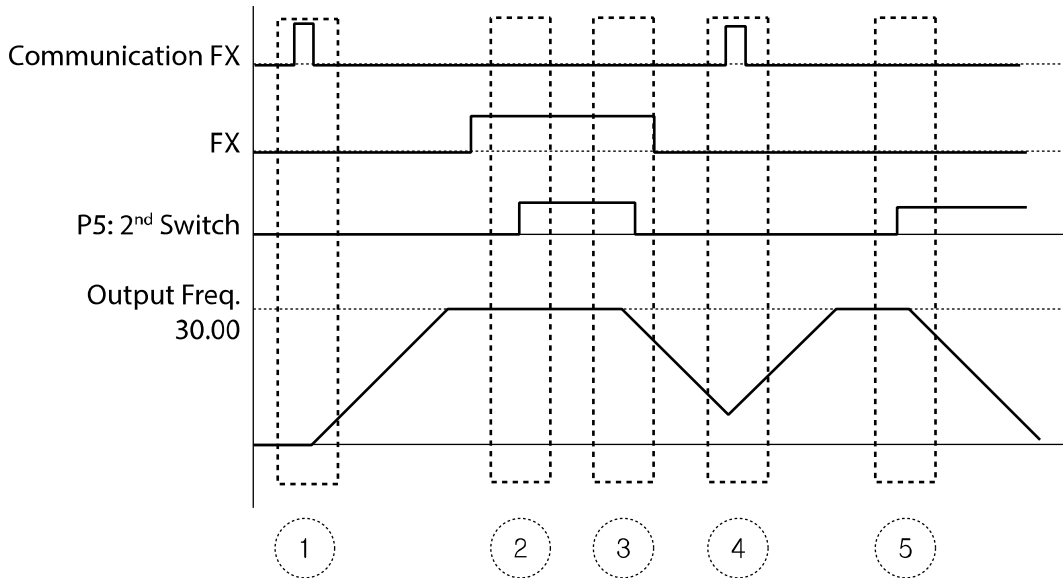 Communication FX
FX
P5: 2nd Switch
Output Freq.
30.00
1
2
3
4
5